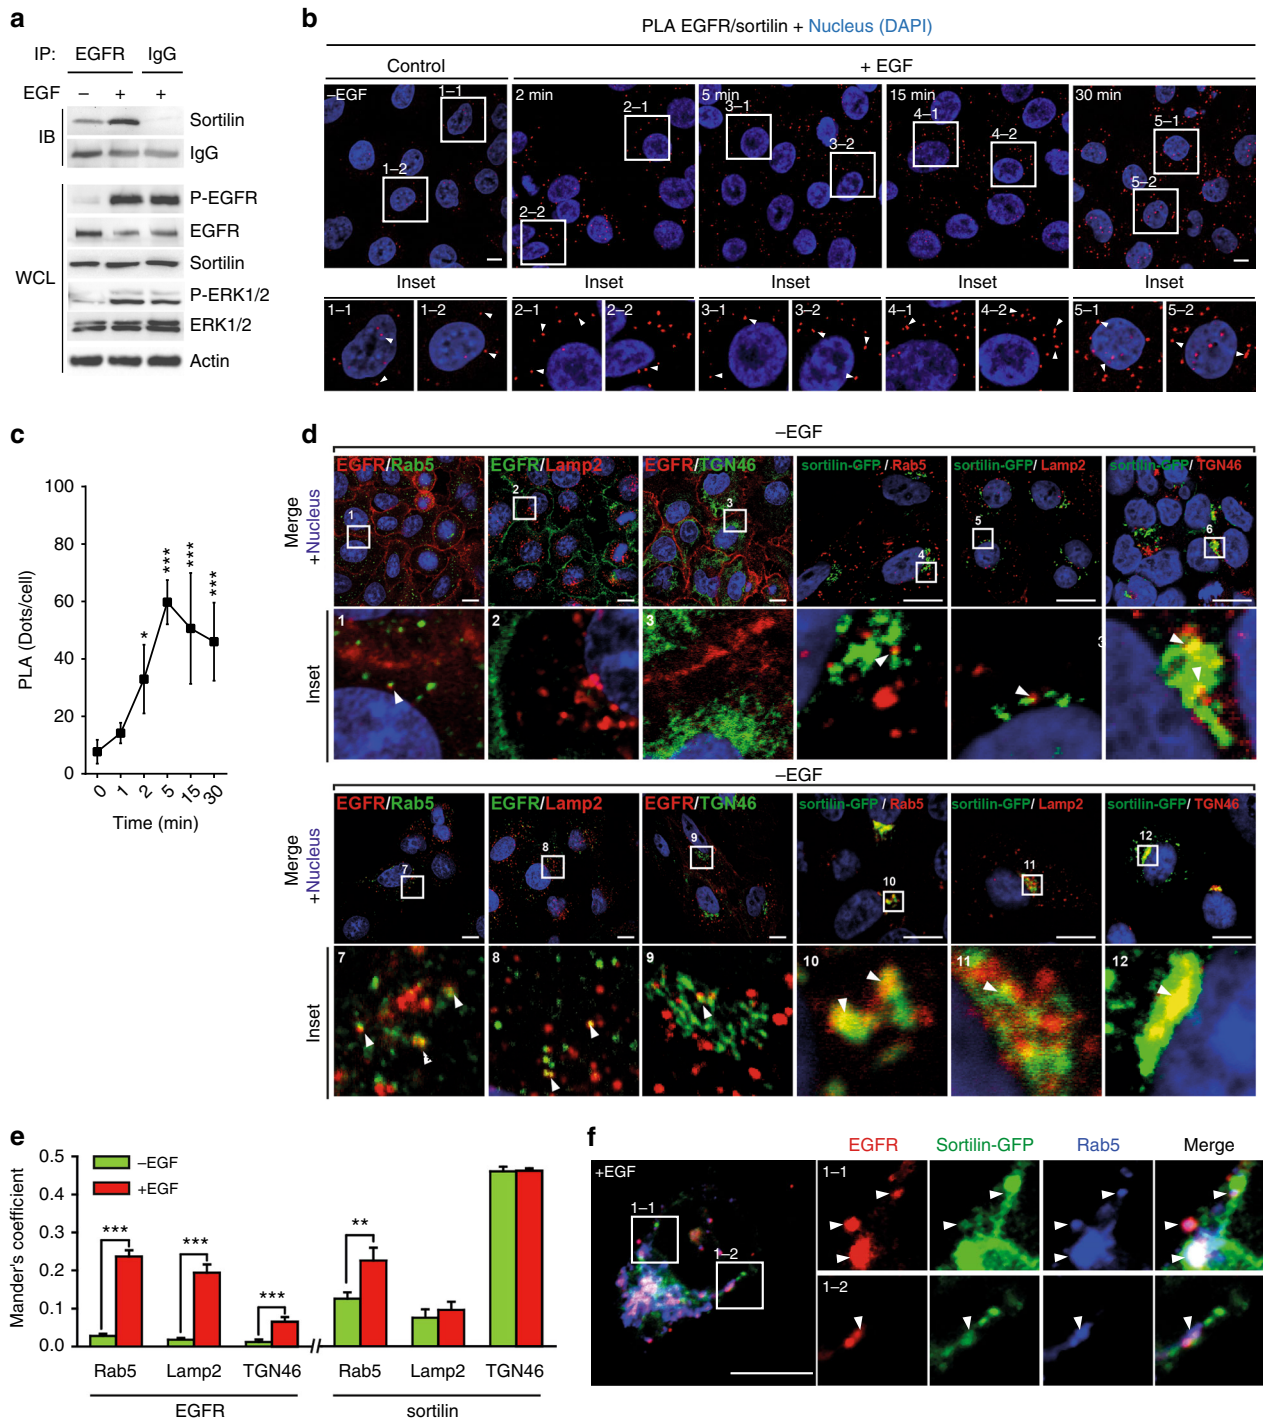 a
IP: EGFR IgG
EGF – + +
IB
Sortilin
IgG
WCL
P-EGFR
EGFR
Sortilin
P-ERK1/2
ERK1/2
Actin
b
PLA EGFR/sortilin + Nucleus (DAPI)
Control
+ EGF
–EGF 2 min 5 min 15 min 30 min
1–1
1–2
2–1
2–2
3–1
3–2
4–1
4–2
5–1
5–2
Inset Inset Inset Inset Inset
1–1 1–2 2–1 2–2 3–1 3–2 4–1 4–2 5–1 5–2
c
PLA (Dots/cell)
100
80
60
40
20
0
* *** *** ***
0 1 2 5 15 30
Time (min)
d
–EGF
Merge
+Nucleus
EGFR/Rab5 EGFR/Lamp2 EGFR/TGN46 sortilin-GFP / Rab5 sortilin-GFP/ Lamp2 sortilin-GFP/ TGN46
1 2 3 4 5 6
Inset
1 2 3 3
–EGF
Merge
+Nucleus
EGFR/Rab5 EGFR/Lamp2 EGFR/TGN46 sortilin-GFP / Rab5 sortilin-GFP/ Lamp2 sortilin-GFP/ TGN46
7 8 9 10 11 12
Inset
7 8 9 10 11 12
e
Mander's coefficient
0.5
0.4
0.3
0.2
0.1
0.0
–EGF
+EGF
*** *** *** **
Rab5 Lamp2 TGN46 Rab5 Lamp2 TGN46
EGFR sortilin
f
+EGF
1–1
1–2
EGFR Sortilin-GFP Rab5 Merge
1–1
1–2